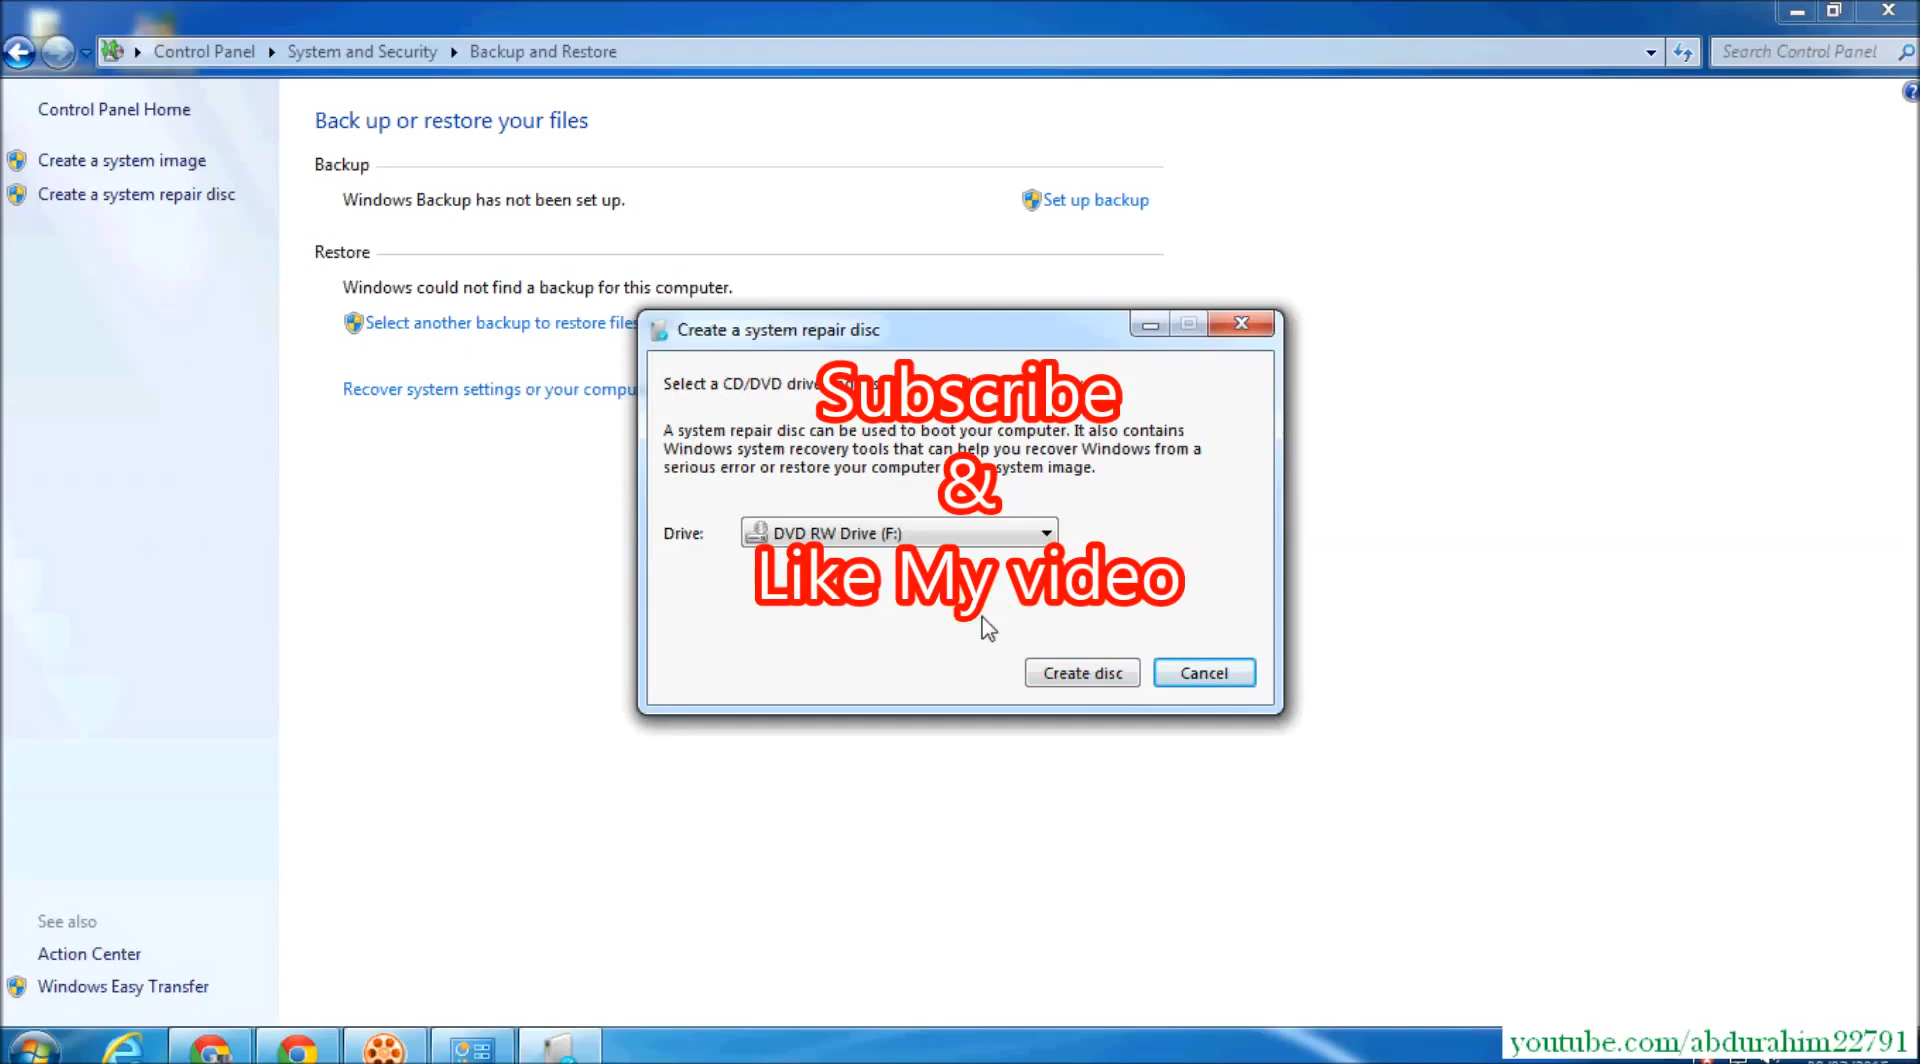 Control Panel
System and Security
Backup and Restore
Search Control Panel
Control Panel Home
Create a system image
Create a system repair disc
Back up or restore your files
Backup
Windows Backup has not been set up.
Set up backup
Restore
Windows could not find a backup for this computer.
Select another backup to restore files
Recover system settings or your
Create a system repair disc
Select a CD/DVD
Subscribe
A system repair disc can be used to boot your computer. It also contains
Windows system recovery tools that can help you recover Windows from a
serious error or restore your computer system image.
&
Drive:
DVD RW Drive (F:)
Like My video
Create disc
Cancel
See also
Action Center
Windows Easy Transfer
youtube.com/abdurahim22791